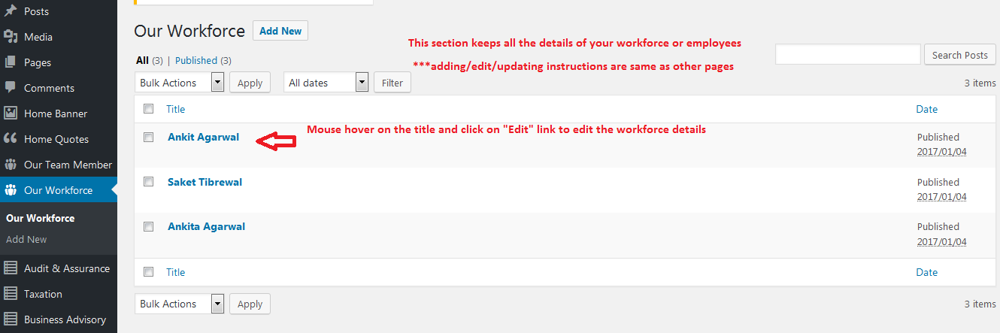 Posts
Media
Pages
Comments
Home Banner
Home Quotes
Our Team Member
Our Workforce
Our Workforce
Add New
Audit & Assurance
Taxation
Business Advisory
Our Workforce Add New
This section keeps all the details of your workforce or employees
***adding/edit/updating instructions are same as other pages
Search Posts
All (3) | Published (3)
Bulk Actions Apply All dates Filter 3 items
Title Date
Ankit Agarwal
Mouse hover on the title and click on "Edit" link to edit the workforce details
Published
2017/01/04
Saket Tibrewal Published
2017/01/04
Ankita Agarwal Published
2017/01/04
Title Date
Bulk Actions Apply 3 items